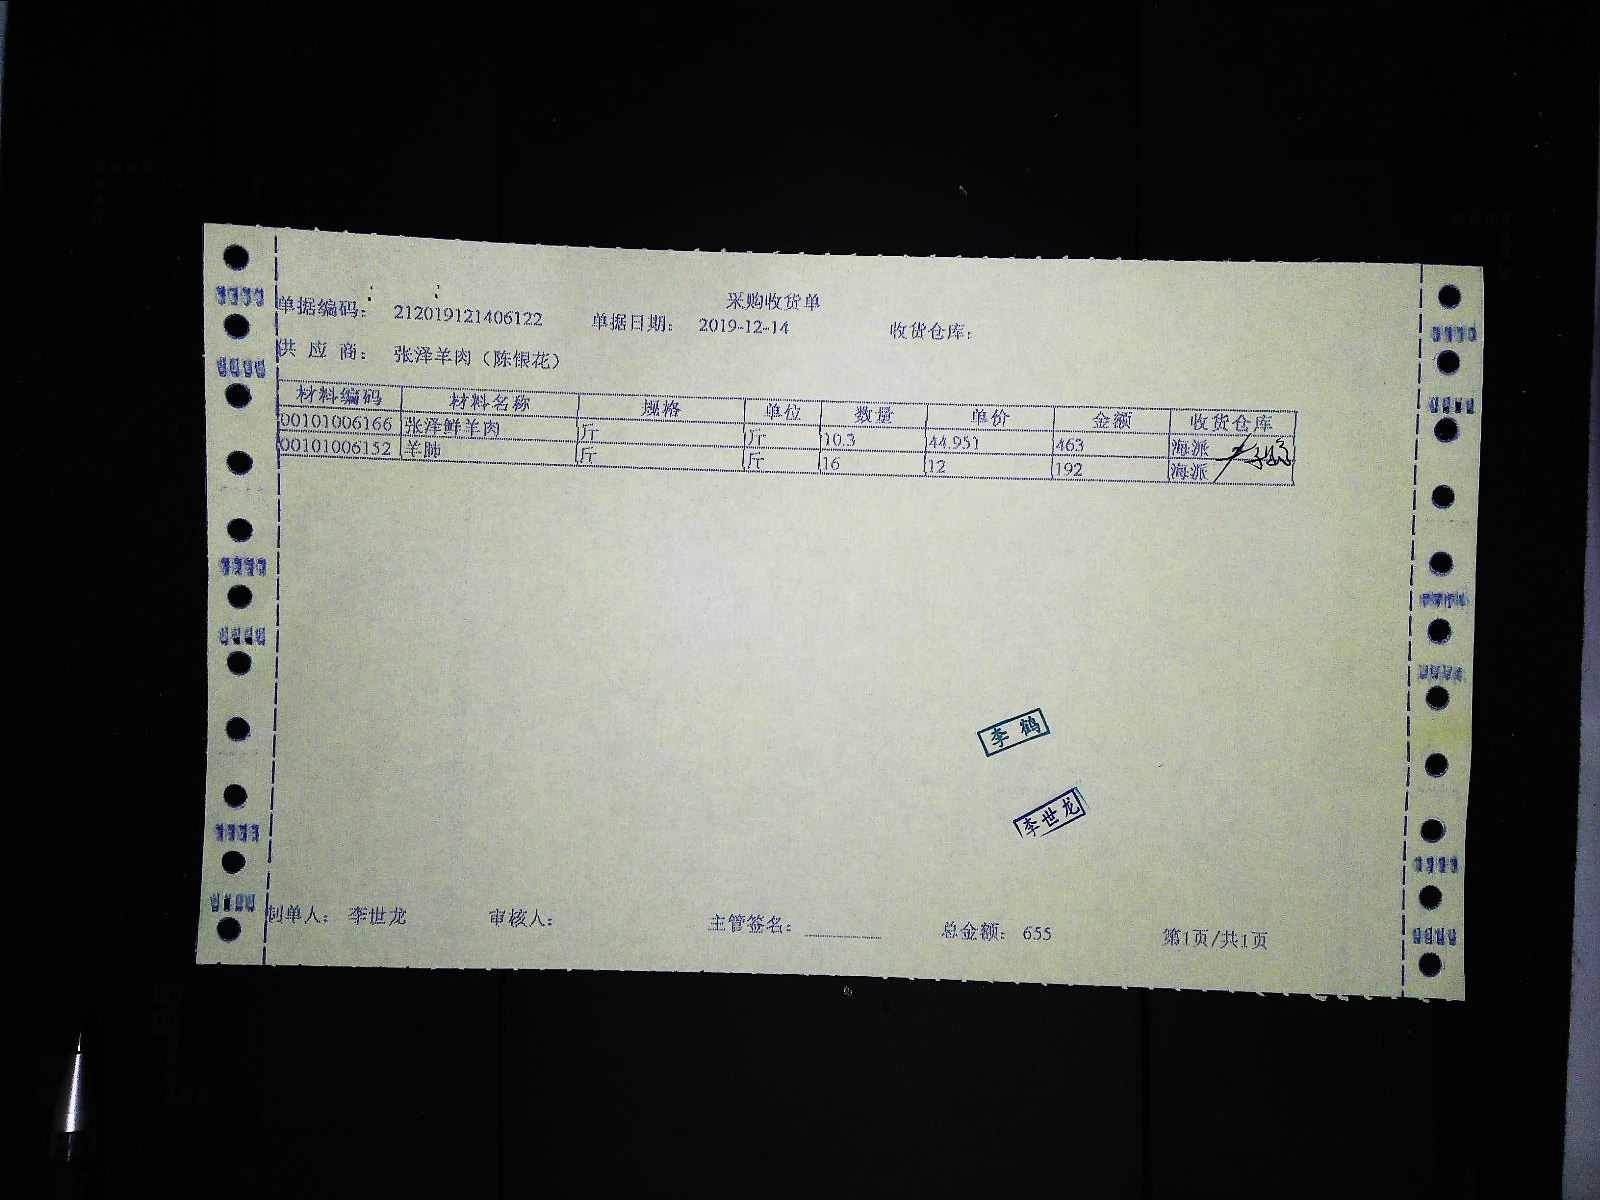 采购收货单
单据编码： 212019121406122 单据日期： 2019-12-14 收货仓库：
供 应 商： 张泽羊肉（陈银花）
材料编码 材料名称 规格 单位 数量 单价 金额 收货仓库
00101006166 张泽鲜羊肉 斤 斤 10.3 44.951 463 海派
00101006152 羊肺 斤 斤 16 12 192 海派
李 鹤
李世龙
制单人： 李世龙 审核人： 主管签名： 总金额： 655 第1页/共1页